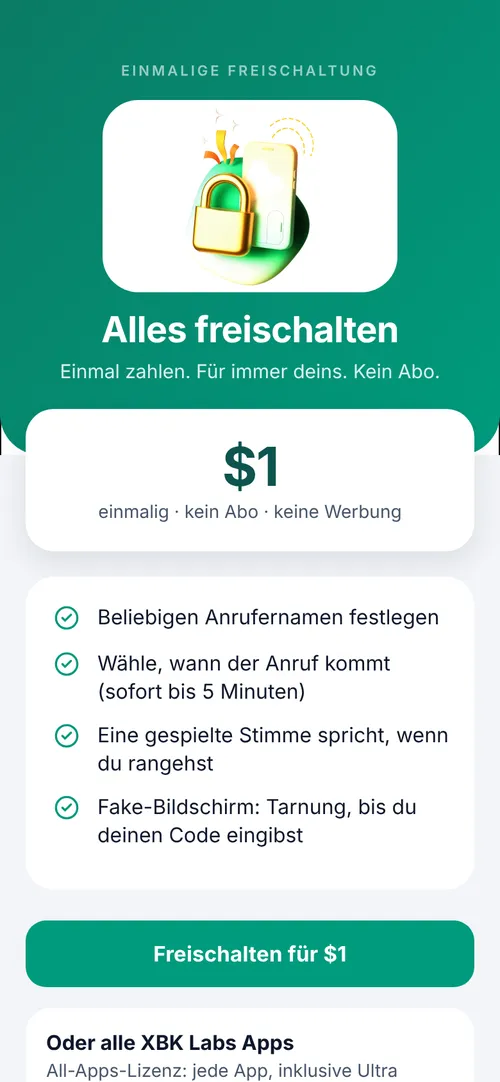 EINMALIGE FREISCHALTUNG
Alles freischalten
Einmal zahlen. Für immer deins. Kein Abo.
$1
einmalig · kein Abo · keine Werbung
Beliebigen Anrufernamen festlegen
Wähle, wann der Anruf kommt
(sofort bis 5 Minuten)
Eine gespielte Stimme spricht, wenn
du rangehst
Fake-Bildschirm: Tarnung, bis du
deinen Code eingibst
Freischalten für $1
Oder alle XBK Labs Apps
All-Apps-Lizenz: jede App, inklusive Ultra